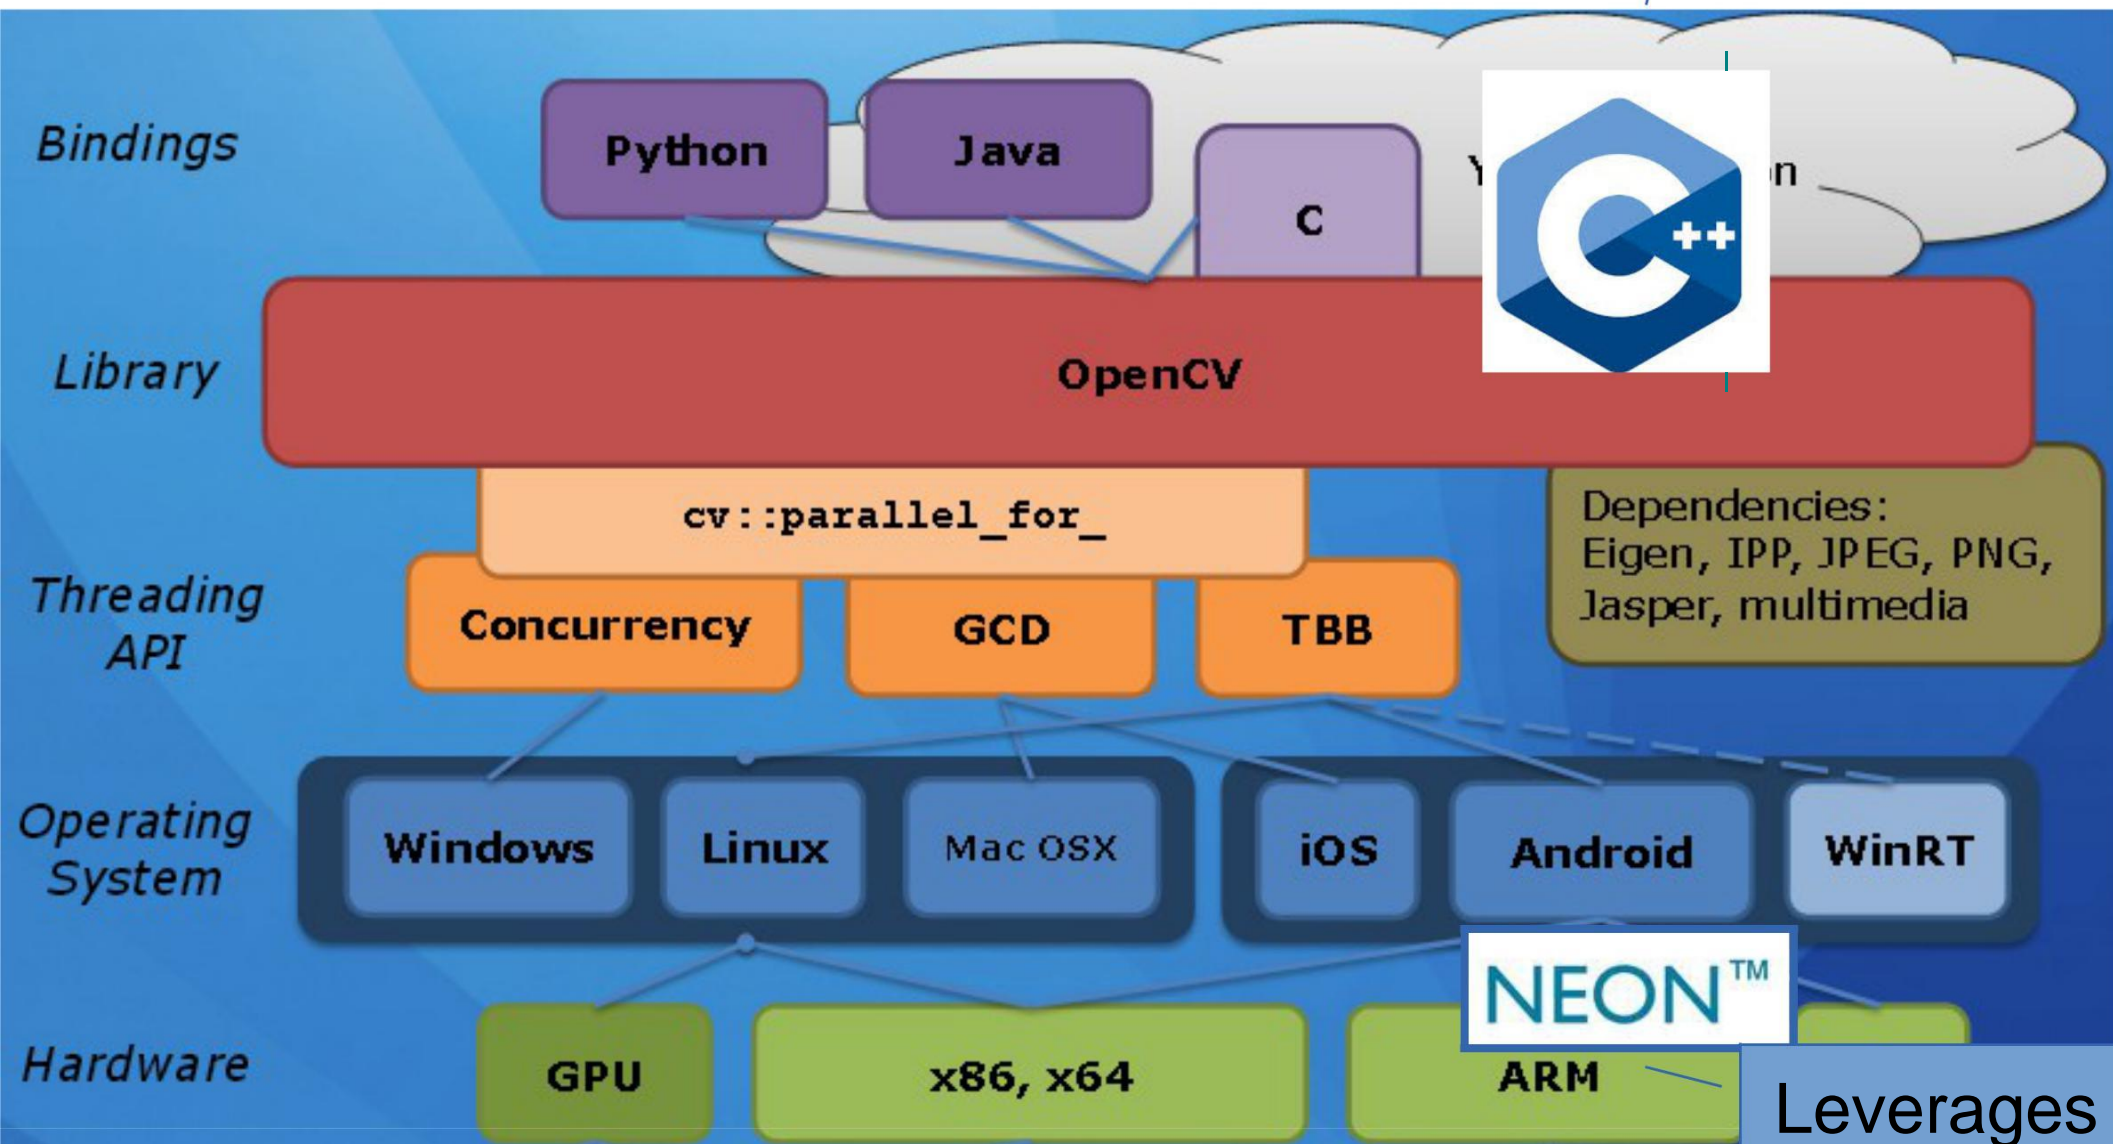 Bindings
Python
Java
C
C++
Library
OpenCV
cv::parallel_for_
Dependencies:
Eigen, IPP, JPEG, PNG,
Jasper, multimedia
Threading
API
Concurrency
GCD
TBB
Operating
System
Windows
Linux
Mac OSX
iOS
Android
WinRT
NEON™
Hardware
GPU
x86, x64
ARM
Leverages